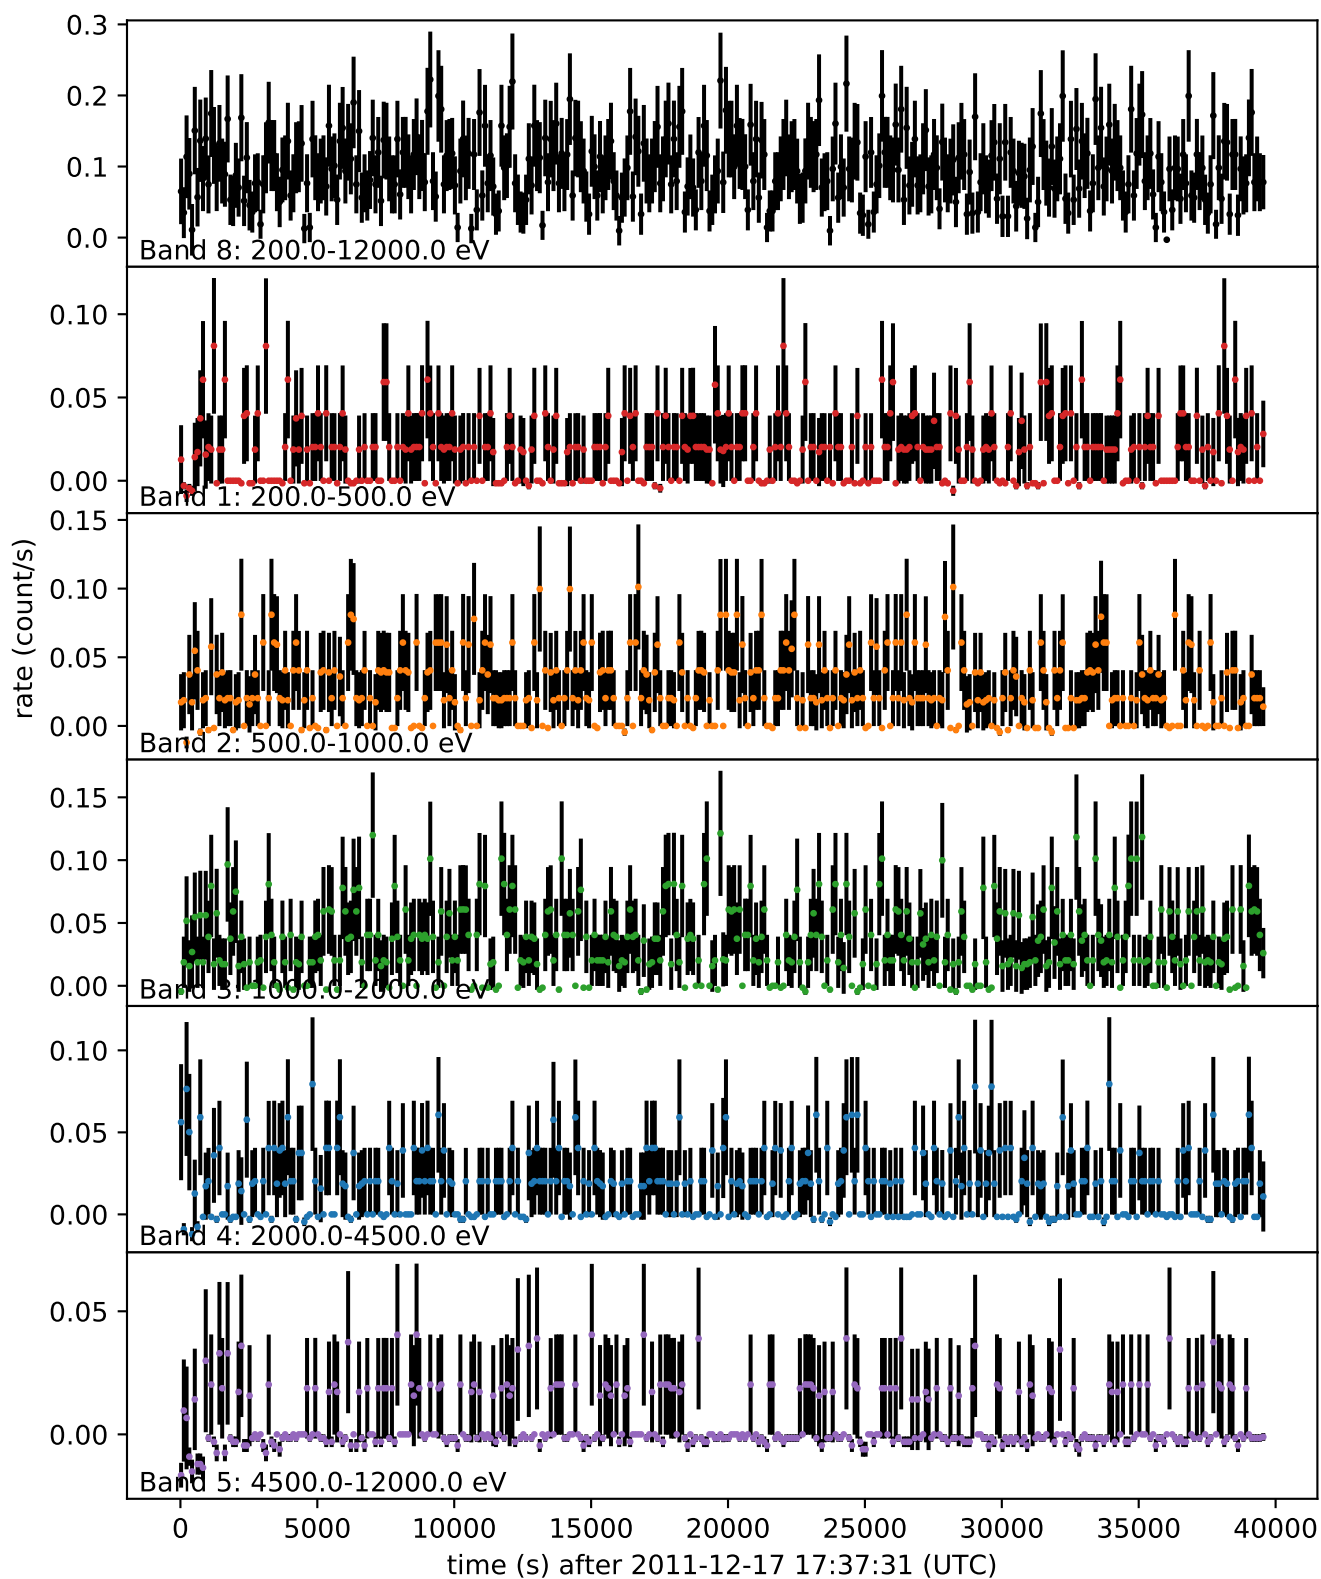 0.3
0.2
0.1
0.0
Band 8: 200.0-12000.0 eV
0.10
0.05
0.00
Band 1: 200.0-500.0 eV
0.15
0.10
0.05
0.00
Band 2: 500.0-1000.0 eV
rate (count/s)
0.15
0.10
0.05
0.00
Band 3: 1000.0-2000.0 eV
0.10
0.05
0.00
Band 4: 2000.0-4500.0 eV
0.05
0.00
Band 5: 4500.0-12000.0 eV
0 5000 10000 15000 20000 25000 30000 35000 40000
time (s) after 2011-12-17 17:37:31 (UTC)